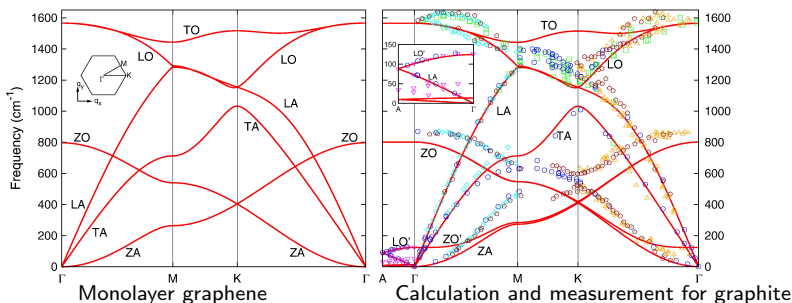 1600
1400
1200
1000
800
600
400
200
0
Frequency (cm⁻¹)
TO
LO
LO
LA
TA
ZO
ZO
LA
TA
ZA
M
Γ
K
q_y
q_x
Γ
M
K
Γ
Monolayer graphene
TO
LO
LA
TA
ZO
LO'
ZO'
ZA
150
100
50
0
LO'
LA
A
Γ
1600
1400
1200
1000
800
600
400
200
0
A
Γ
M
K
Γ
Calculation and measurement for graphite